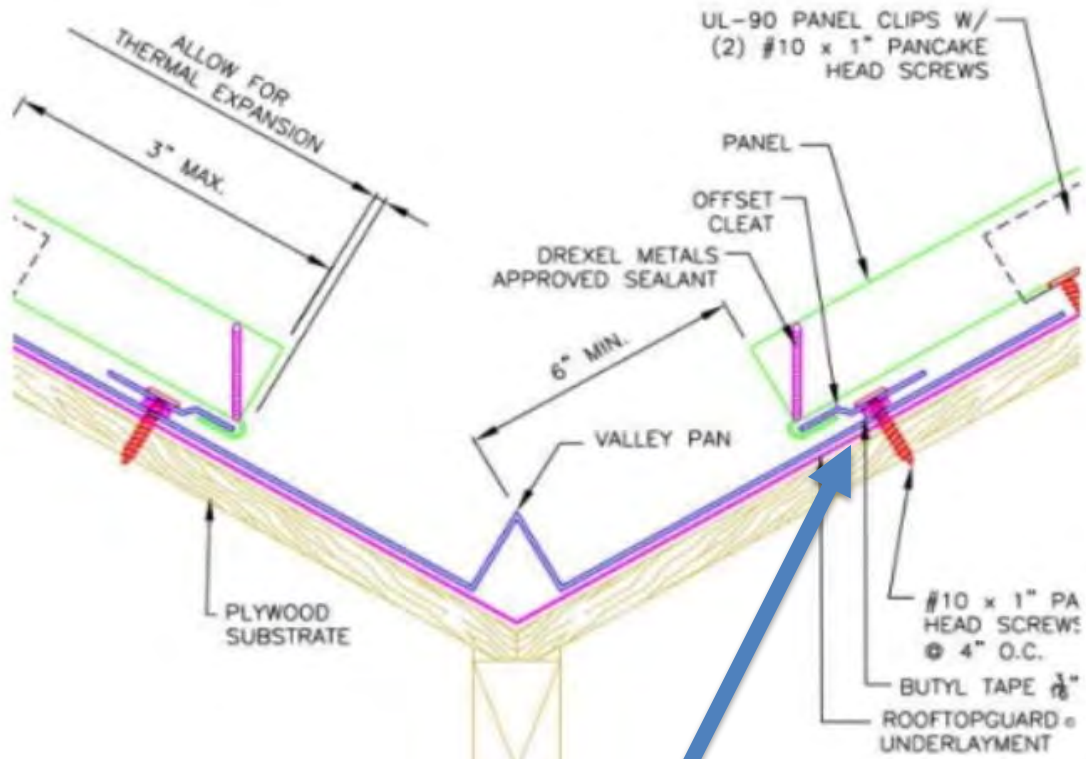 ALLOW FOR
THERMAL EXPANSION
3" MAX.
UL-90 PANEL CLIPS W/
(2) #10 x 1" PANCAKE
HEAD SCREWS
PANEL
OFFSET
CLEAT
DREXEL METALS
APPROVED SEALANT
6" MIN.
VALLEY PAN
PLYWOOD
SUBSTRATE
#10 x 1" PA
HEAD SCREWS
@ 4" O.C.
BUTYL TAPE
ROOFTOPGUARD
UNDERLAYMENT